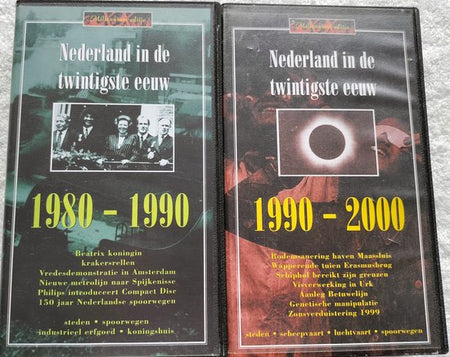 Nederland in de
twintigste eeuw
1980 - 1990
Beatrix koningin
krakersrellen
Vredesdemonstratie in Amsterdam
Nieuwe metrolijn naar Spijkenisse
Philips introduceert Compact Disc
150 jaar Nederlandse spoorwegen
steden • spoorwegen
industrieel erfgoed • koningshuis
Nederland in de
twintigste eeuw
1990 - 2000
Bodemsanering haven Maassluis
Wapperende tuien Erasmusbrug
Schiphol bereikt zijn grenzen
Visverwerking in Urk
Aanleg Betuwelijn
Genetische manipulatie
Zonsverduistering 1999
steden • scheepvaart • luchtvaart • spoorwegen